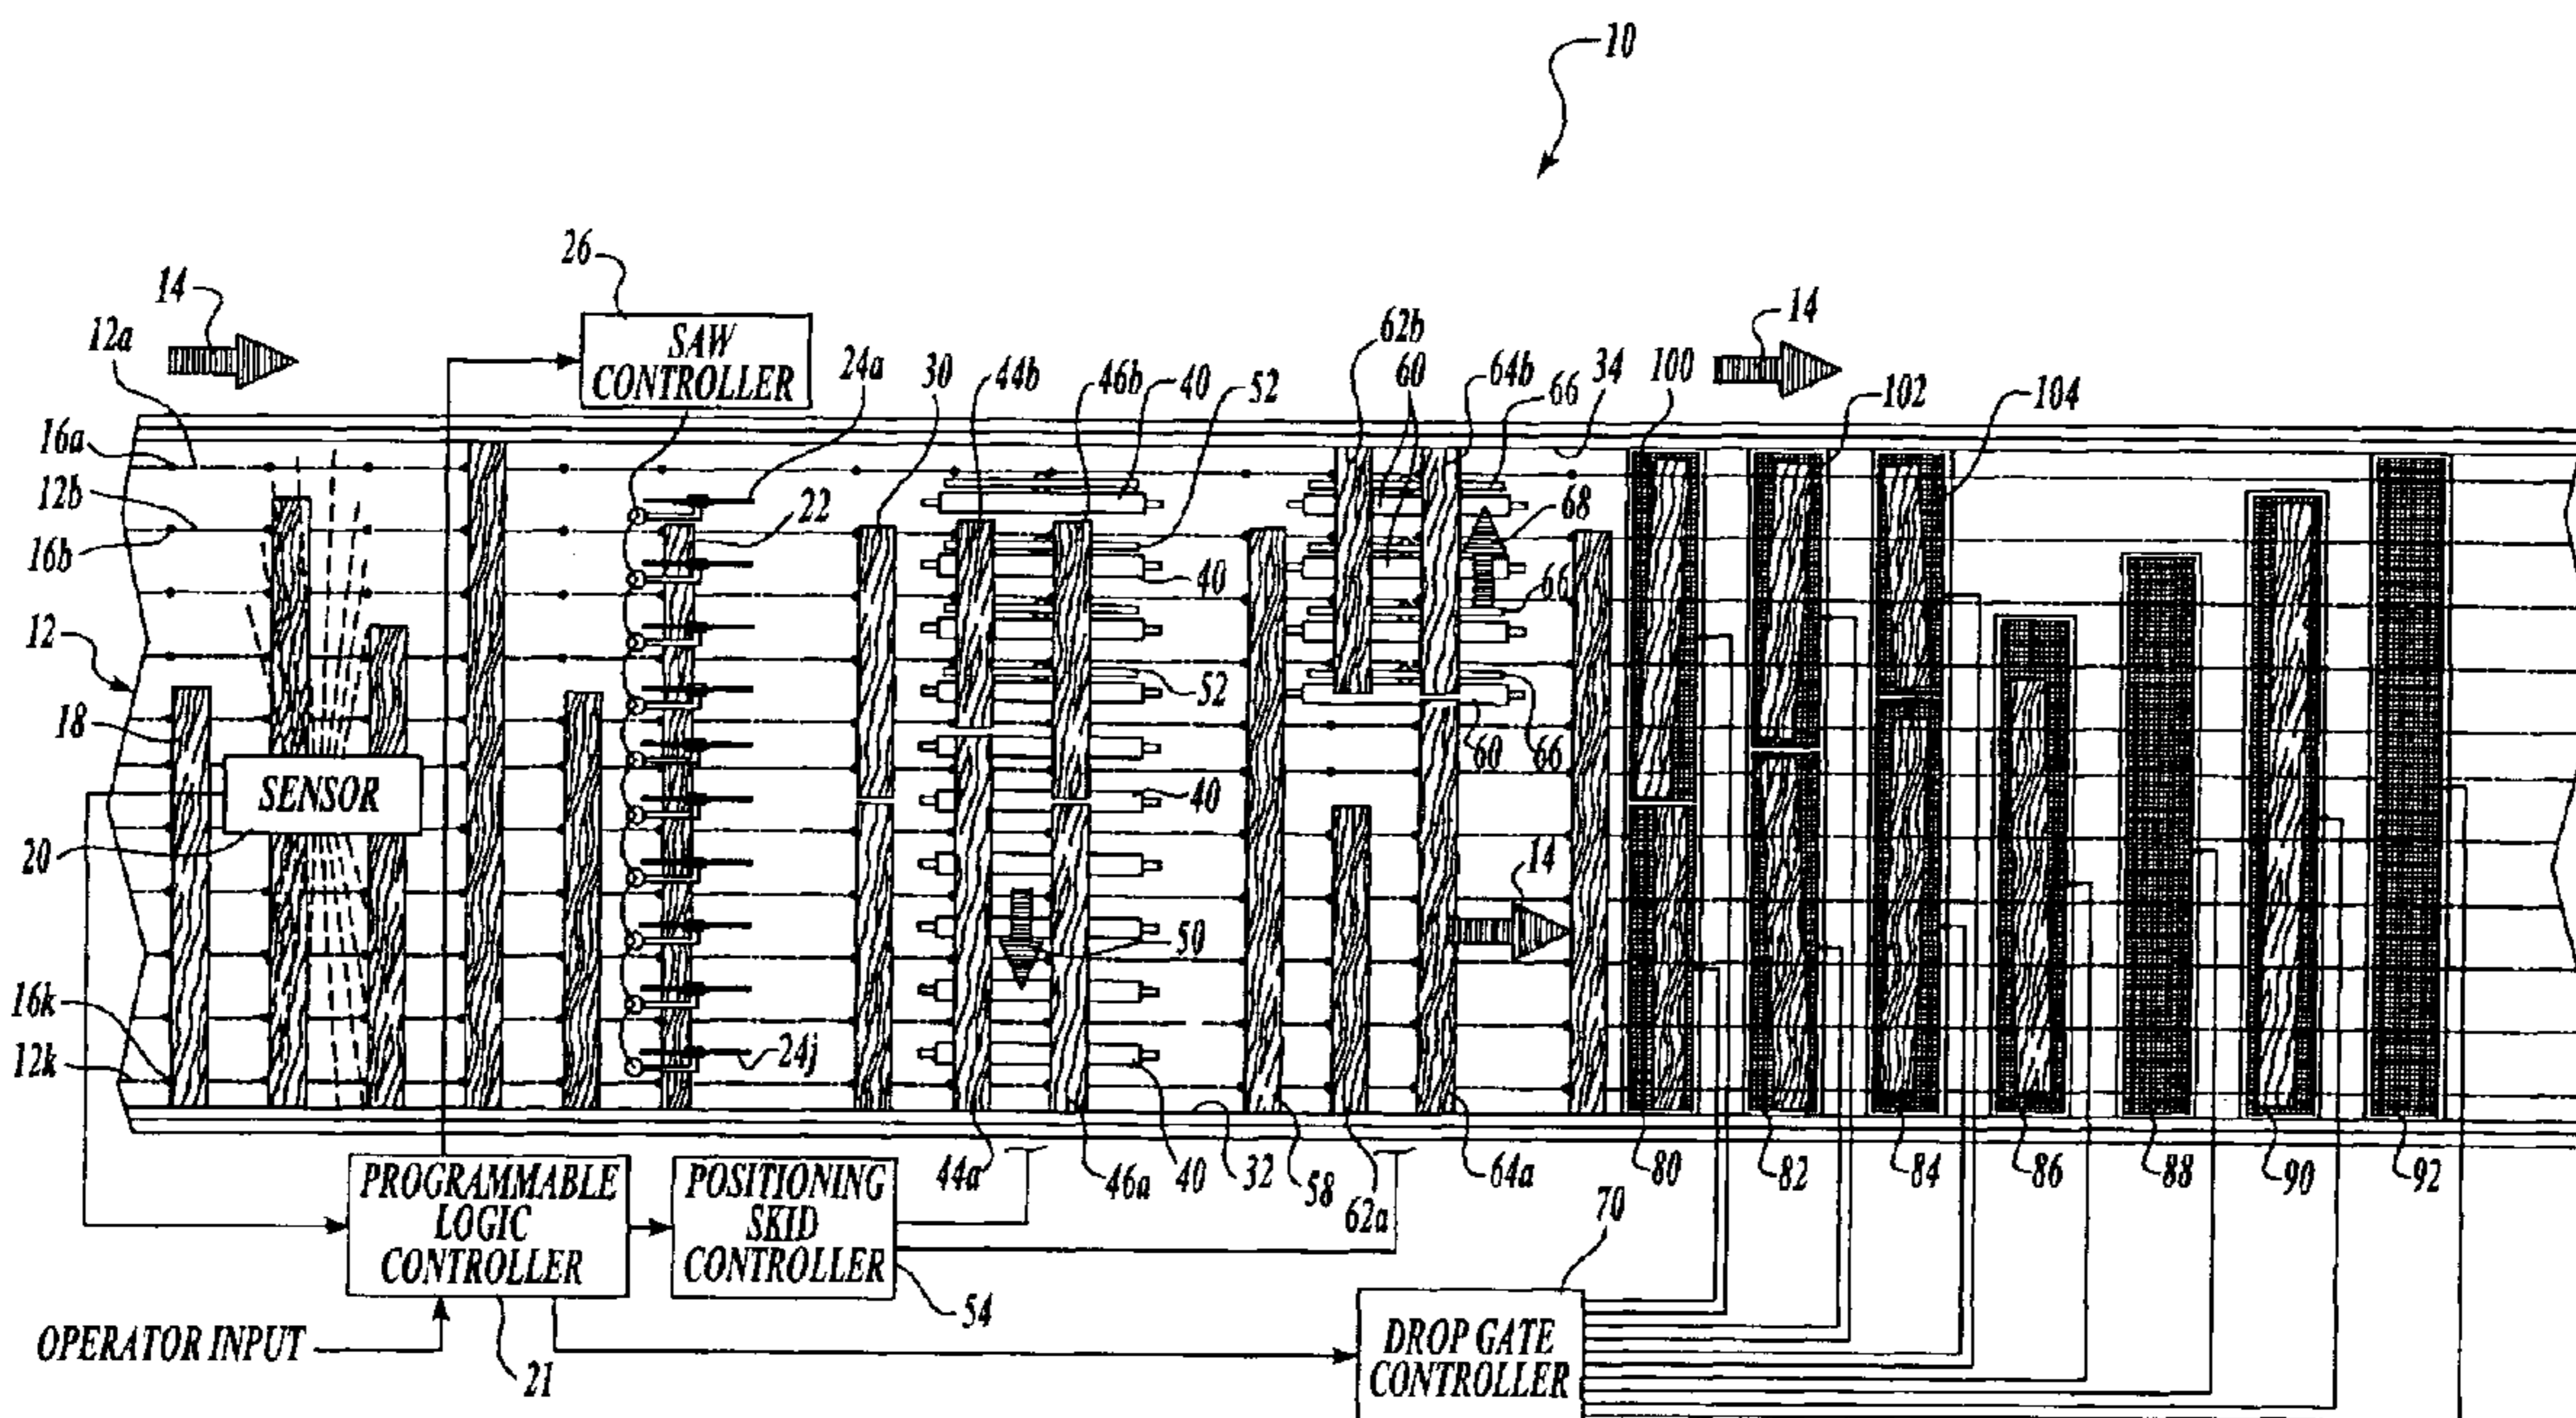 10
26
14
12a
SAW
CONTROLLER
24a
30
44b
46b
40
52
62b
60
64b
66
34
100
14
102
104
16a
12b
16b
22
40
68
66
12
18
52
SENSOR
20
40
60
66
14
50
16k
12k
24j
44a
46a
40
32
58
62a
64a
80
82
84
86
88
90
92
PROGRAMMABLE
LOGIC
CONTROLLER
POSITIONING
SKID
CONTROLLER
54
70
OPERATOR INPUT
21
DROP GATE
CONTROLLER